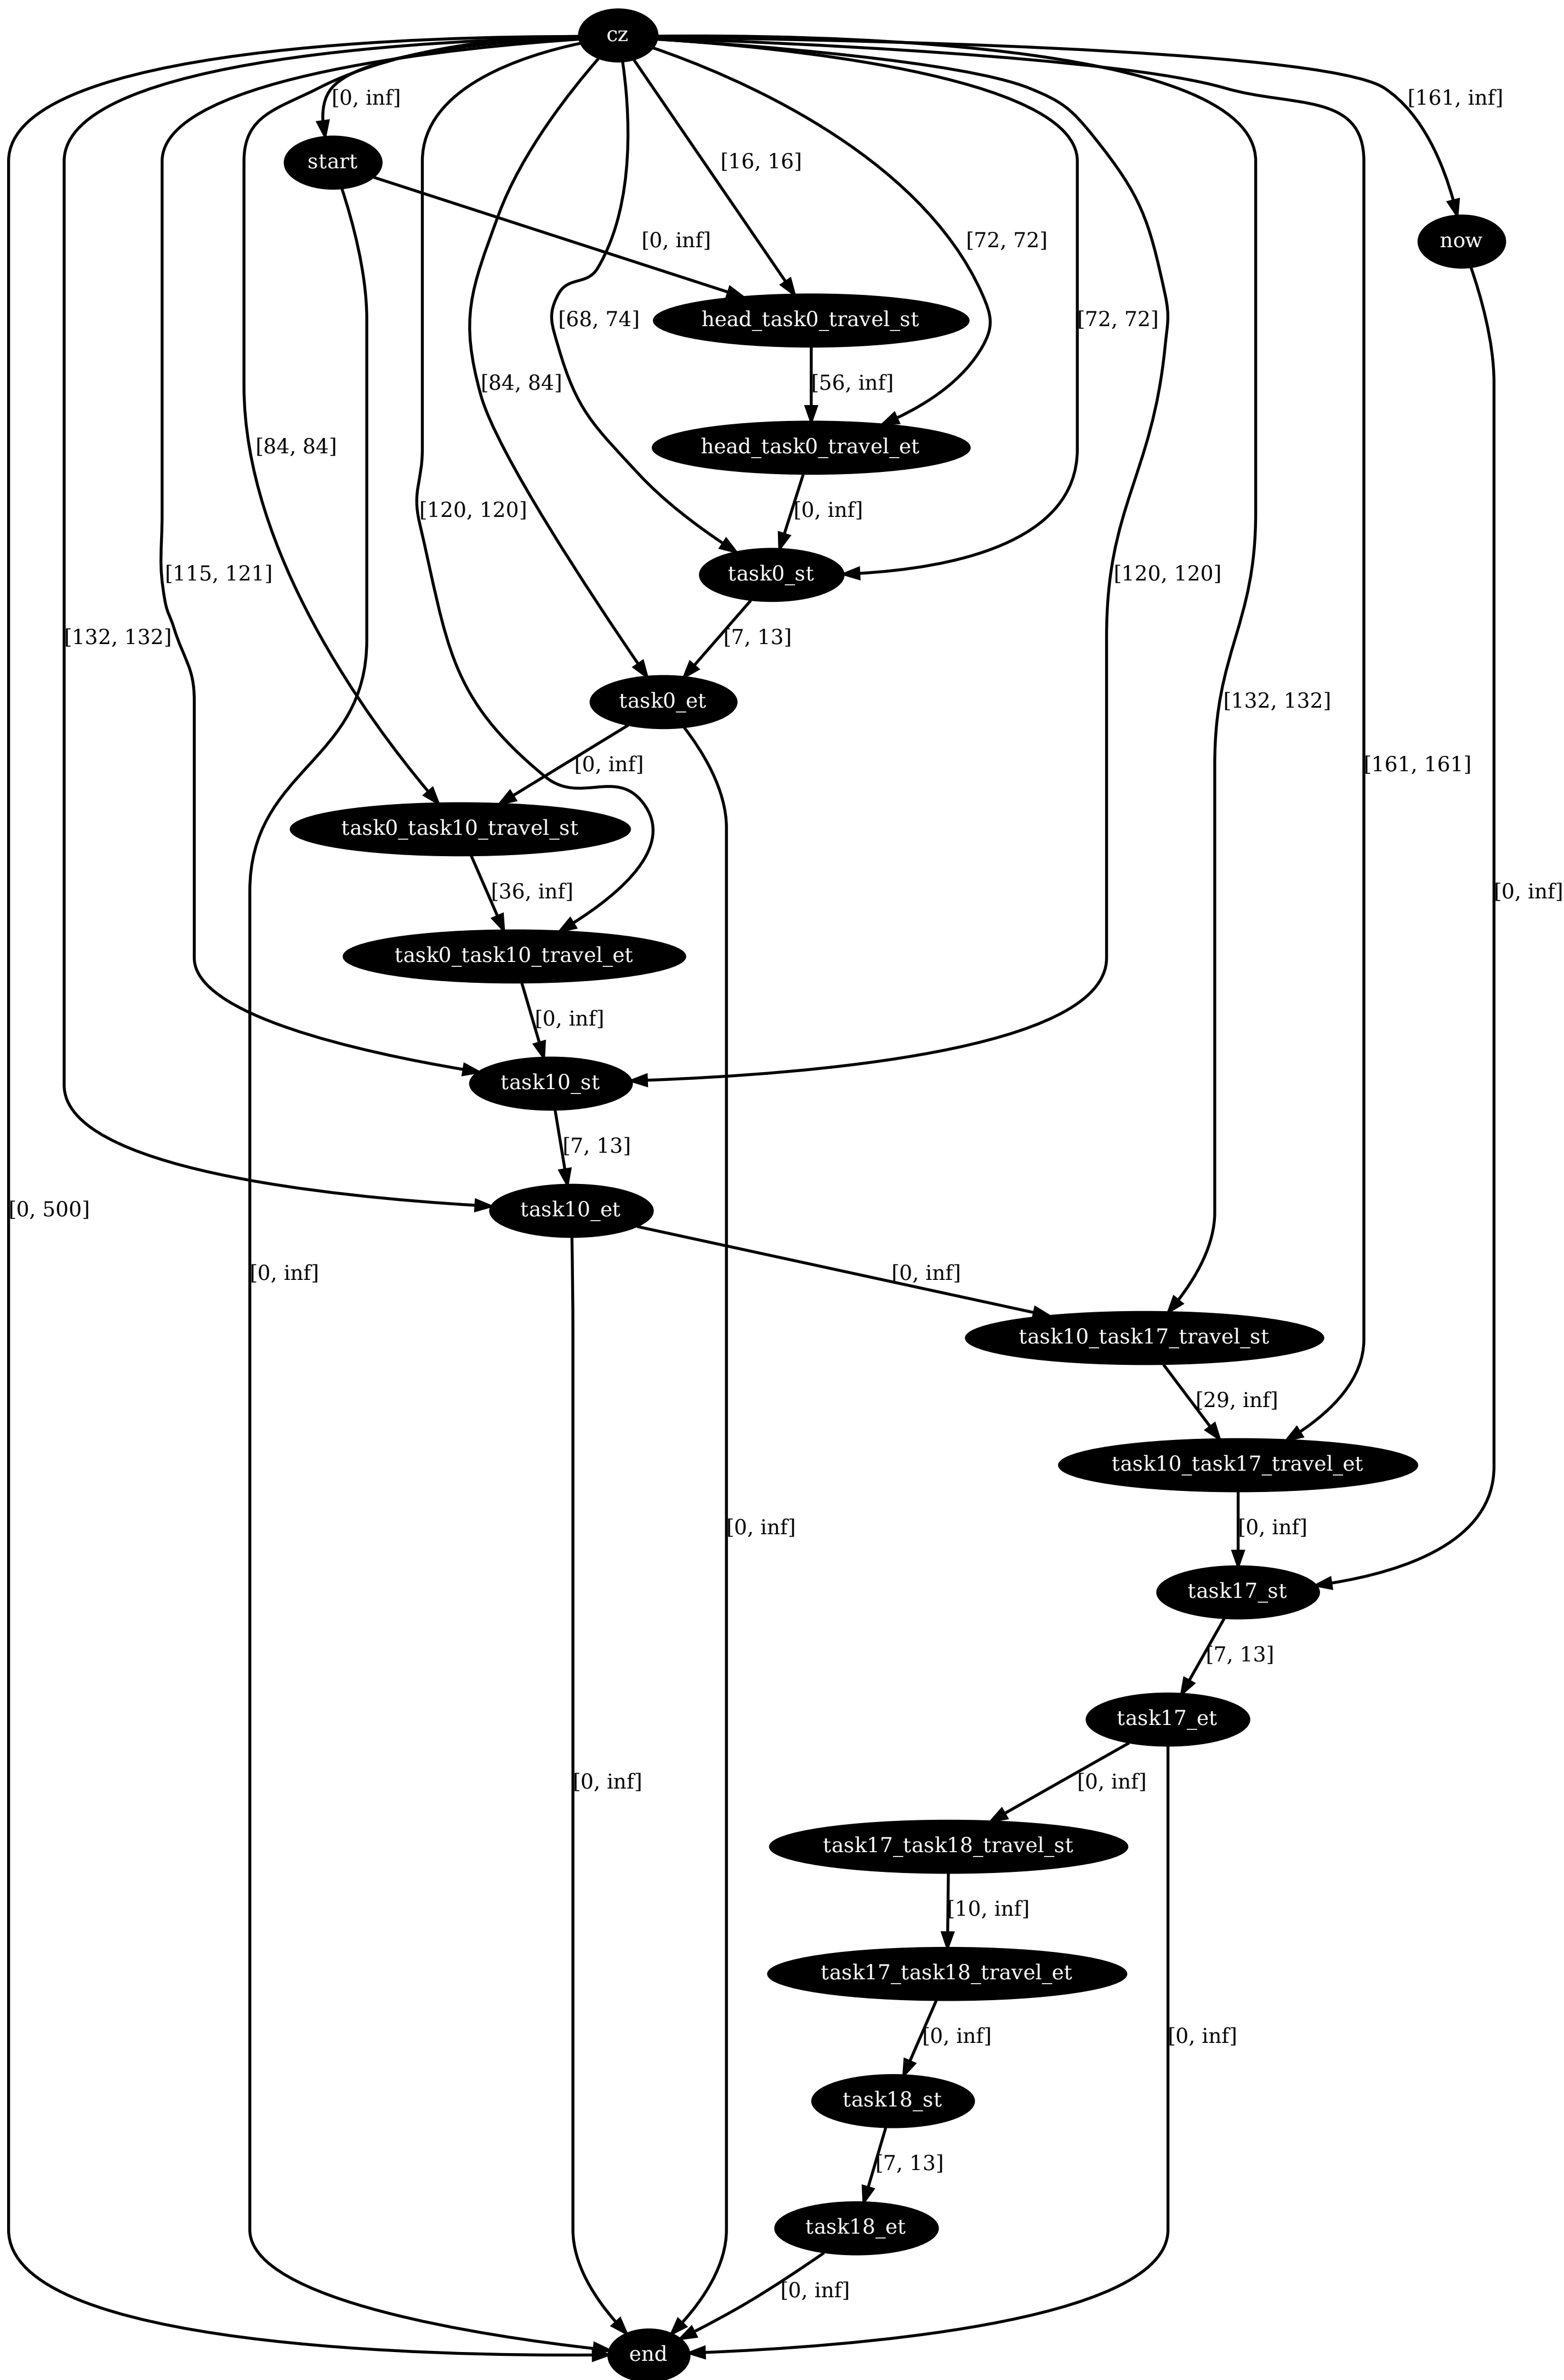 cz
[0, inf]
[161, inf]
start
[16, 16]
now
[0, inf]
[72, 72]
head_task0_travel_st
[68, 74]
[72, 72]
[84, 84]
[56, inf]
[84, 84]
head_task0_travel_et
[120, 120]
[0, inf]
[115, 121]
task0_st
[120, 120]
[132, 132]
[7, 13]
task0_et
[132, 132]
[0, inf]
[161, 161]
task0_task10_travel_st
[36, inf]
[0, inf]
task0_task10_travel_et
[0, inf]
task10_st
[7, 13]
[0, 500]
task10_et
[0, inf]
[0, inf]
task10_task17_travel_st
[29, inf]
task10_task17_travel_et
[0, inf]
[0, inf]
task17_st
[7, 13]
task17_et
[0, inf]
[0, inf]
task17_task18_travel_st
[10, inf]
task17_task18_travel_et
[0, inf]
[0, inf]
task18_st
[7, 13]
task18_et
[0, inf]
end